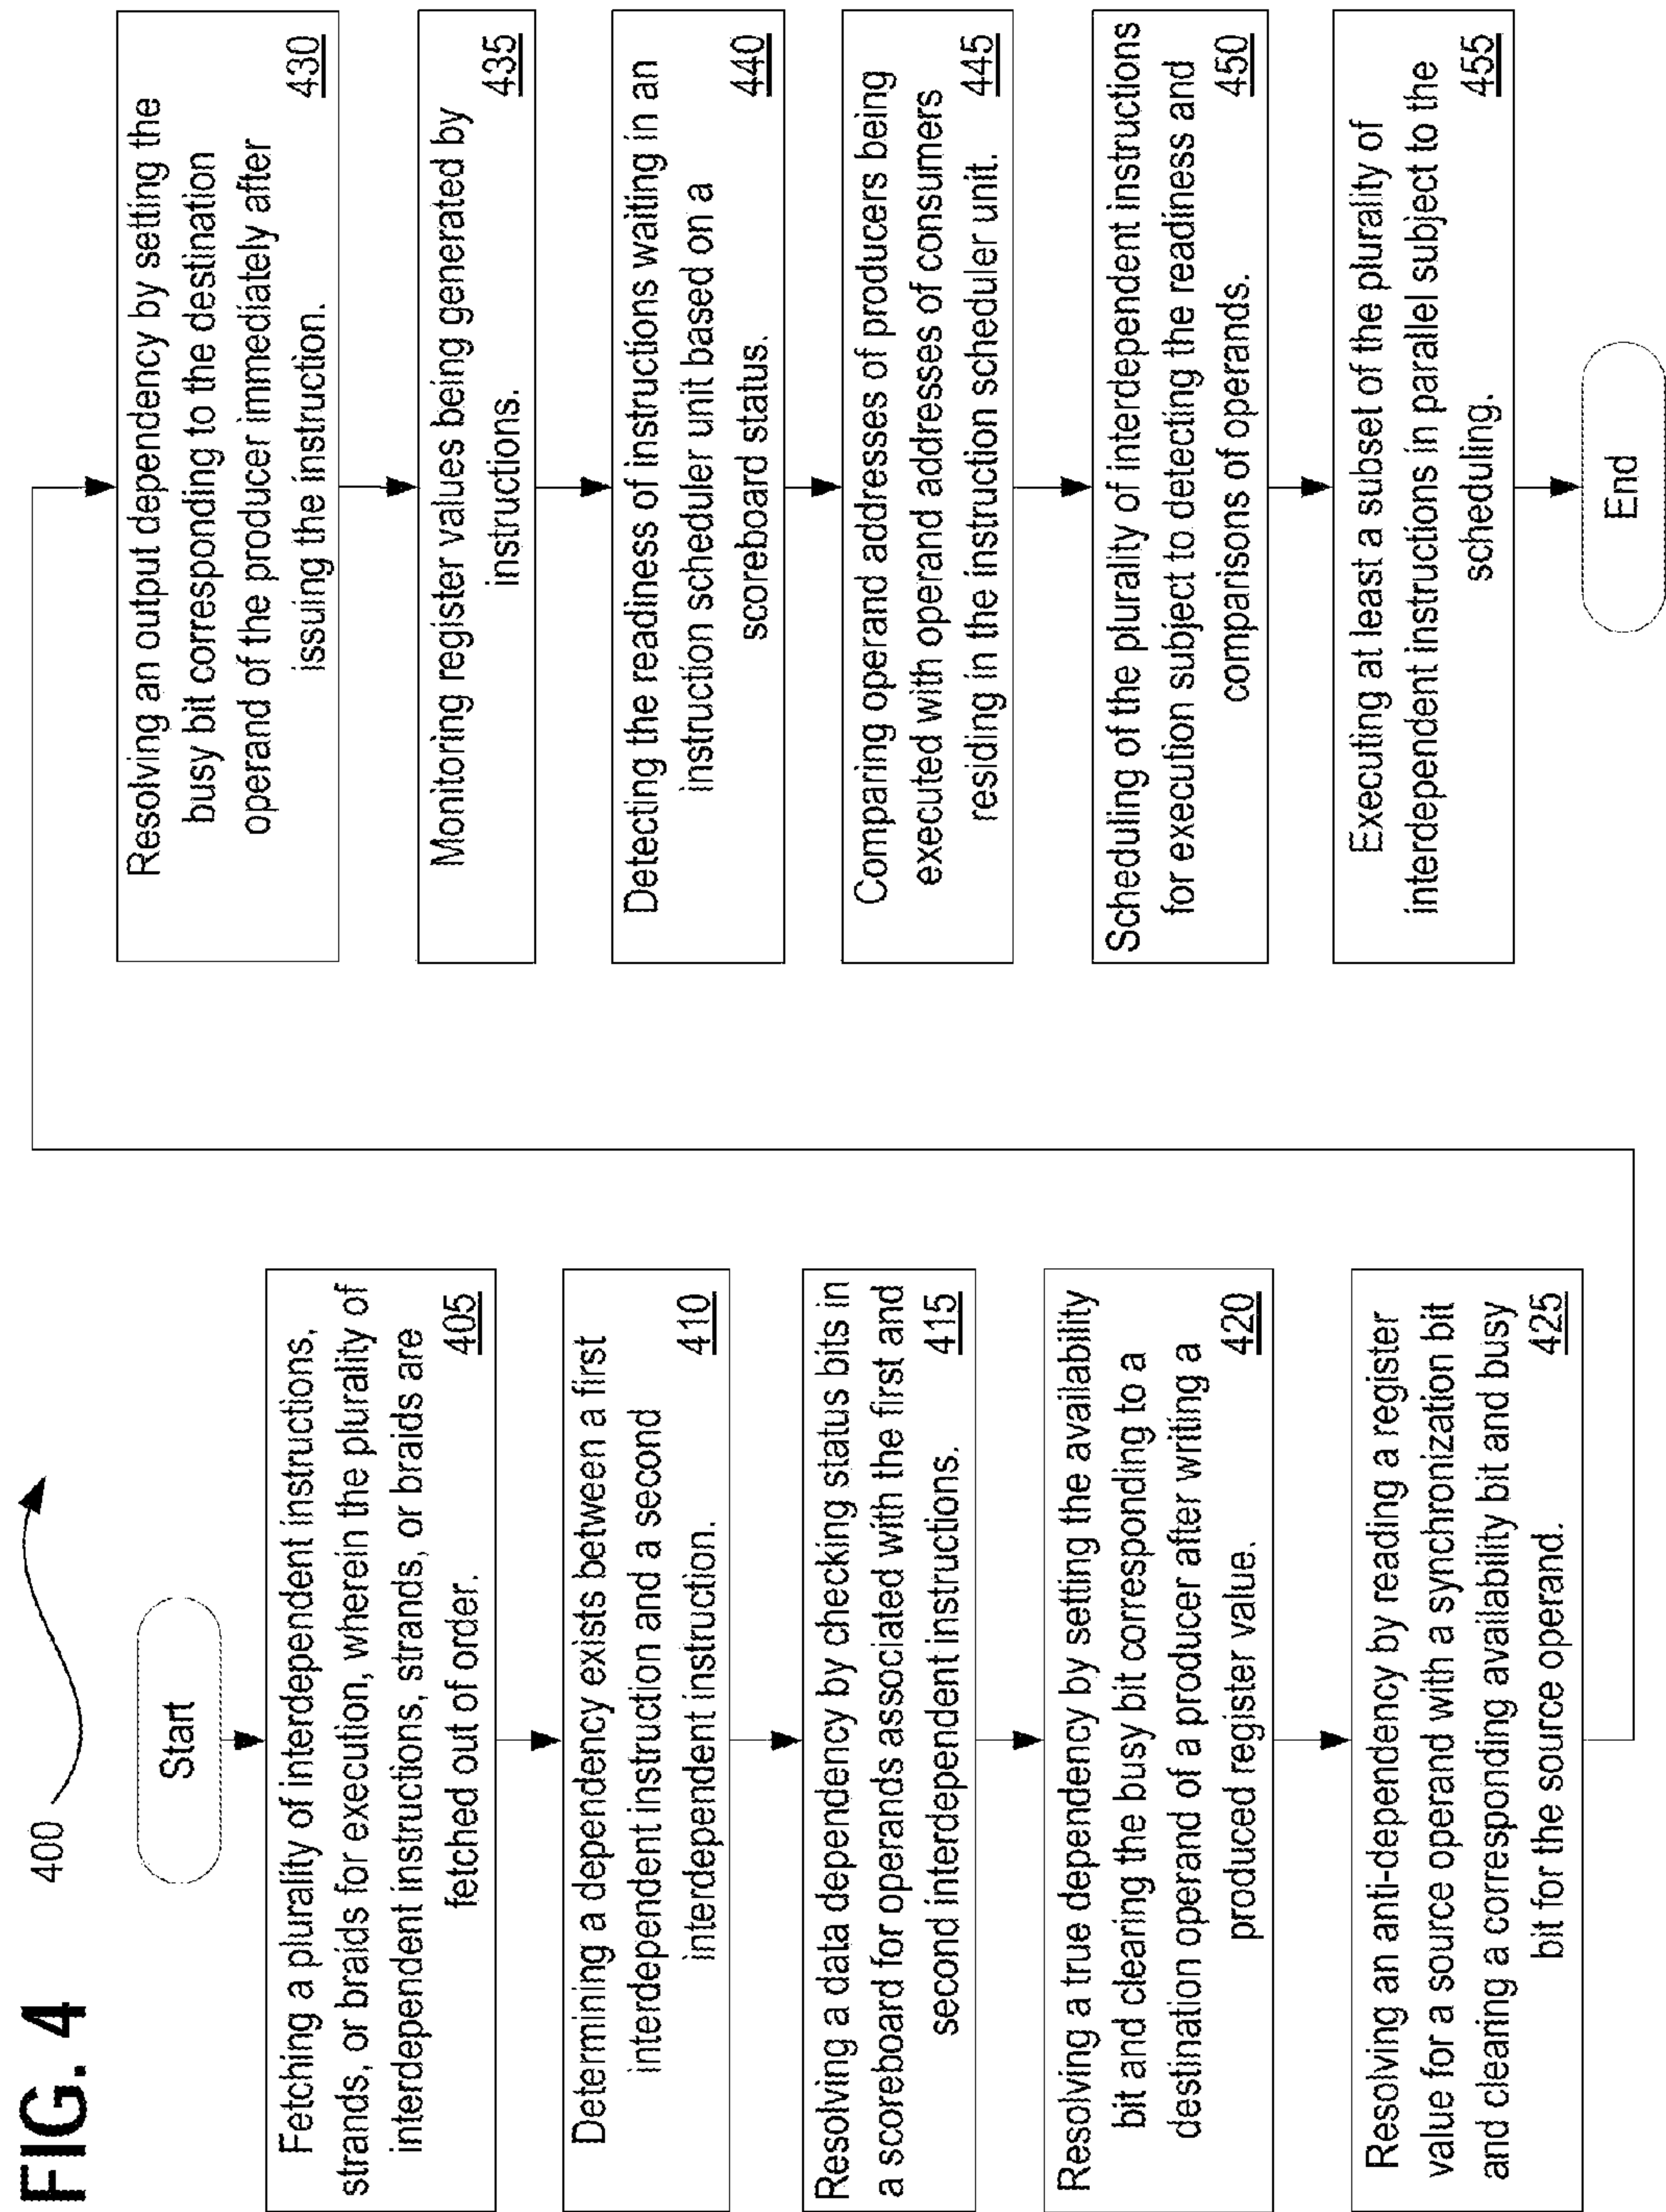 FIG. 4
400
Start
Fetching a plurality of interdependent instructions,
strands, or braids for execution, wherein the plurality of
interdependent instructions, strands, or braids are
fetched out of order.
405
Determining a dependency exists between a first
interdependent instruction and a second
interdependent instruction.
410
Resolving a data dependency by checking status bits in
a scoreboard for operands associated with the first and
second interdependent instructions.
415
Resolving a true dependency by setting the availability
bit and clearing the busy bit corresponding to a
destination operand of a producer after writing a
produced register value.
420
Resolving an anti-dependency by reading a register
value for a source operand with a synchronization bit
and clearing a corresponding availability bit and busy
bit for the source operand.
425
Resolving an output dependency by setting the
busy bit corresponding to the destination
operand of the producer immediately after
issuing the instruction.
430
Monitoring register values being generated by
instructions.
435
Detecting the readiness of instructions waiting in an
instruction scheduler unit based on a
scoreboard status.
440
Comparing operand addresses of producers being
executed with operand addresses of consumers
residing in the instruction scheduler unit.
445
Scheduling of the plurality of interdependent instructions
for execution subject to detecting the readiness and
comparisons of operands.
450
Executing at least a subset of the plurality of
interdependent instructions in parallel subject to the
scheduling.
455
End